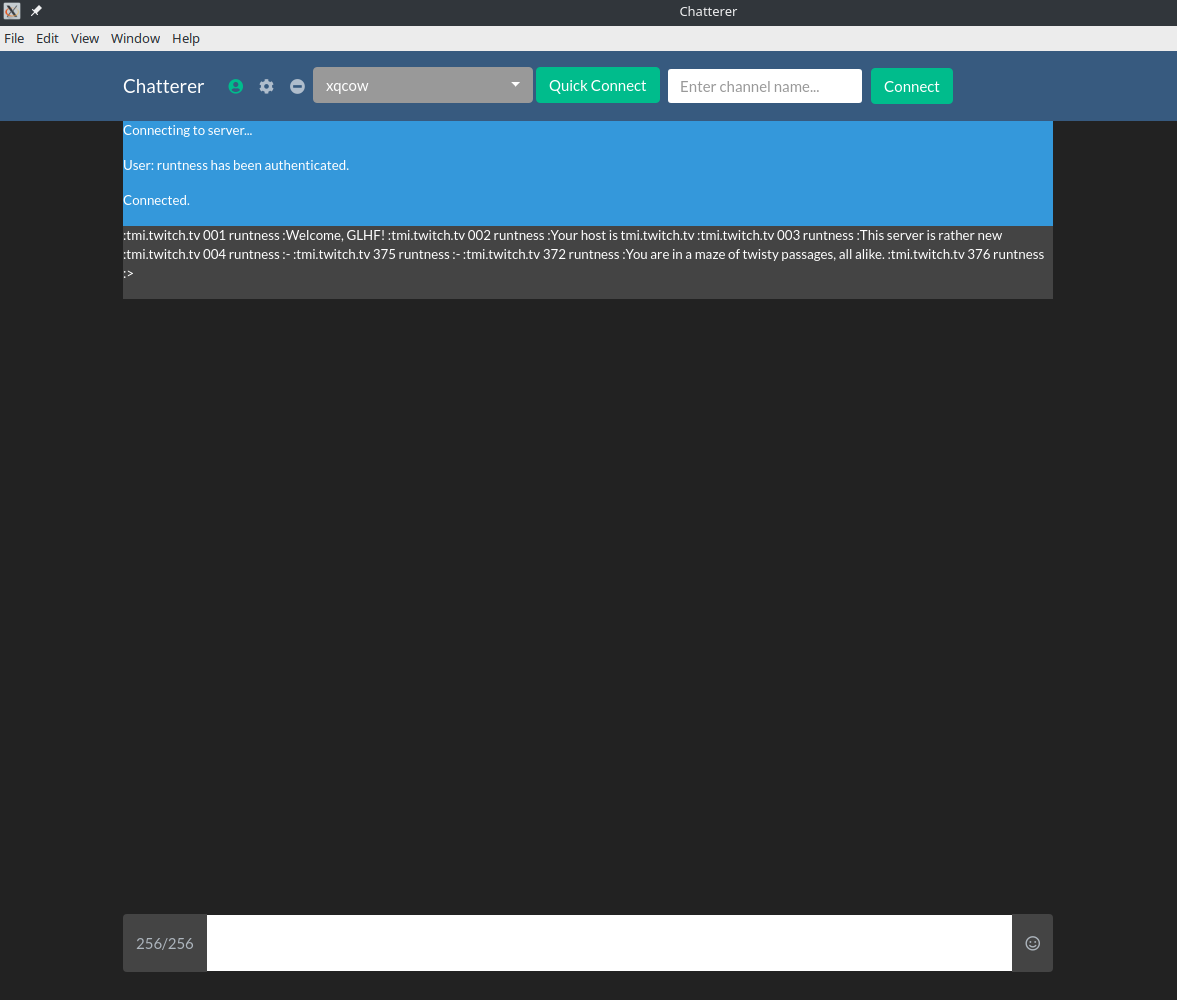 Chatterer
File Edit View Window Help
Chatterer xqcow Quick Connect Enter channel name... Connect
Connecting to server...
User: runtness has been authenticated.
Connected.
:tmi.twitch.tv 001 runtness :Welcome, GLHF! :tmi.twitch.tv 002 runtness :Your host is tmi.twitch.tv :tmi.twitch.tv 003 runtness :This server is rather new
:tmi.twitch.tv 004 runtness :- :tmi.twitch.tv 375 runtness :- :tmi.twitch.tv 372 runtness :You are in a maze of twisty passages, all alike. :tmi.twitch.tv 376 runtness
:>
256/256